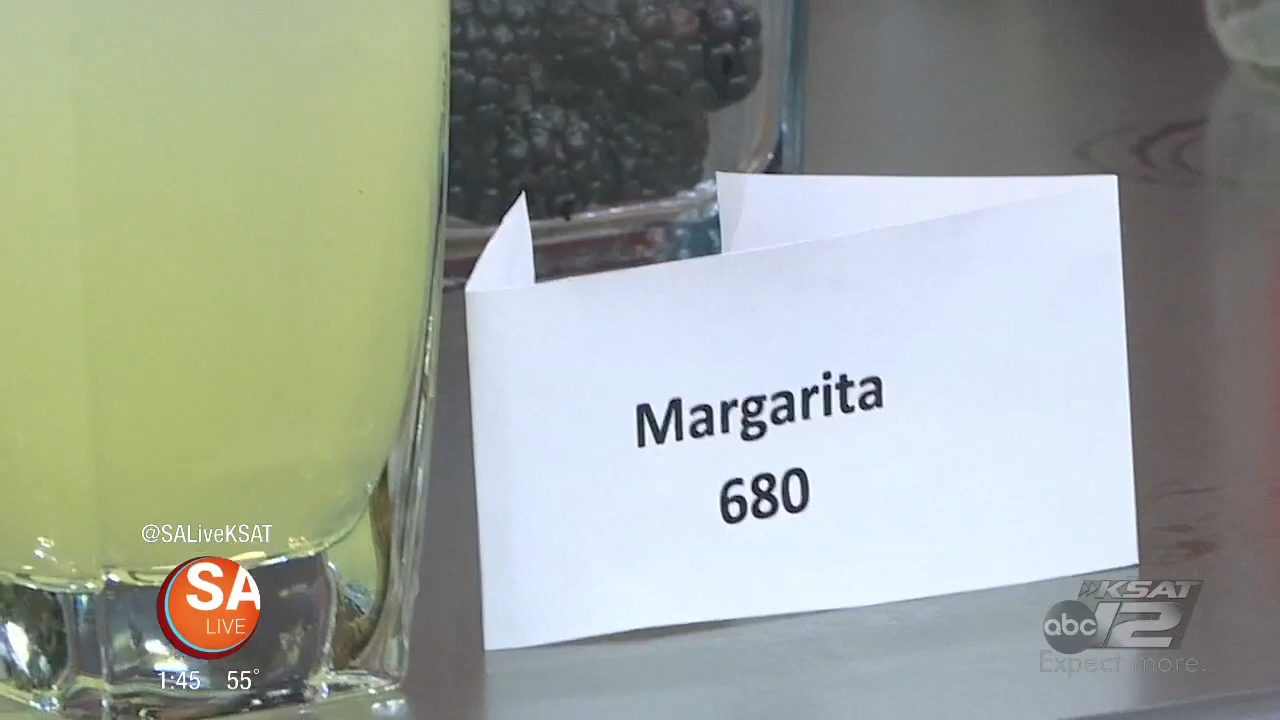 Margarita
680
@SALiveKSAT
SA
LIVE
1:45 55°
KSAT
abc 12
Expect more.